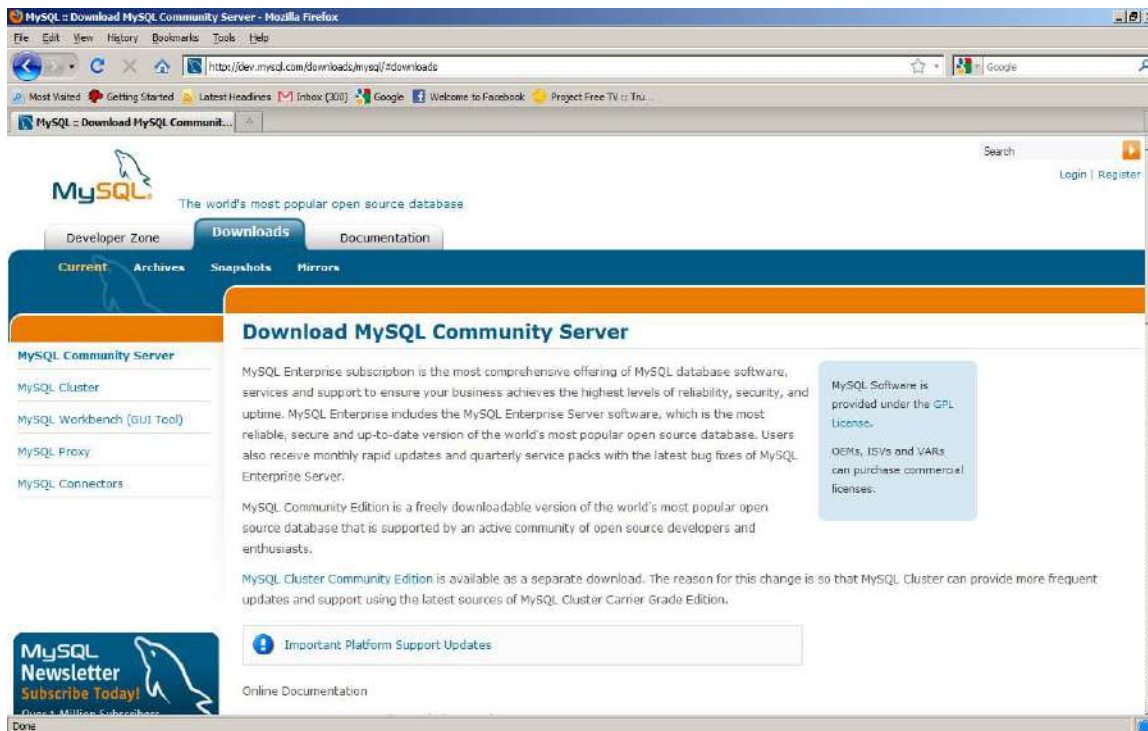 MySQL :: Download MySQL Community Server - Mozilla Firefox
File Edit View History Bookmarks Tools Help
http://dev.mysql.com/downloads/mysql/#downloads
Google
Most Visited Getting Started Latest Headlines Inbox (300) Google Welcome to Facebook Project Free TV :: Tru...
MySQL :: Download MySQL Communit...
Search
Login | Register
MySQL
The world's most popular open source database
Developer Zone Downloads Documentation
Current Archives Snapshots Mirrors
Download MySQL Community Server
MySQL Community Server
MySQL Cluster
MySQL Workbench (GUI Tool)
MySQL Proxy
MySQL Connectors
MySQL Enterprise subscription is the most comprehensive offering of MySQL database software,
services and support to ensure your business achieves the highest levels of reliability, security, and
uptime. MySQL Enterprise includes the MySQL Enterprise Server software, which is the most
reliable, secure and up-to-date version of the world's most popular open source database. Users
also receive monthly rapid updates and quarterly service packs with the latest bug fixes of MySQL
Enterprise Server.
MySQL Community Edition is a freely downloadable version of the world's most popular open
source database that is supported by an active community of open source developers and
enthusiasts.
MySQL Cluster Community Edition is available as a separate download. The reason for this change is so that MySQL Cluster can provide more frequent
updates and support using the latest sources of MySQL Cluster Carrier Grade Edition.
MySQL Software is
provided under the GPL
License.
OEMs, ISVs and VARs
can purchase commercial
licenses.
Important Platform Support Updates
Online Documentation
MySQL
Newsletter
Subscribe Today!
Over 1 Million Subscribers
Done